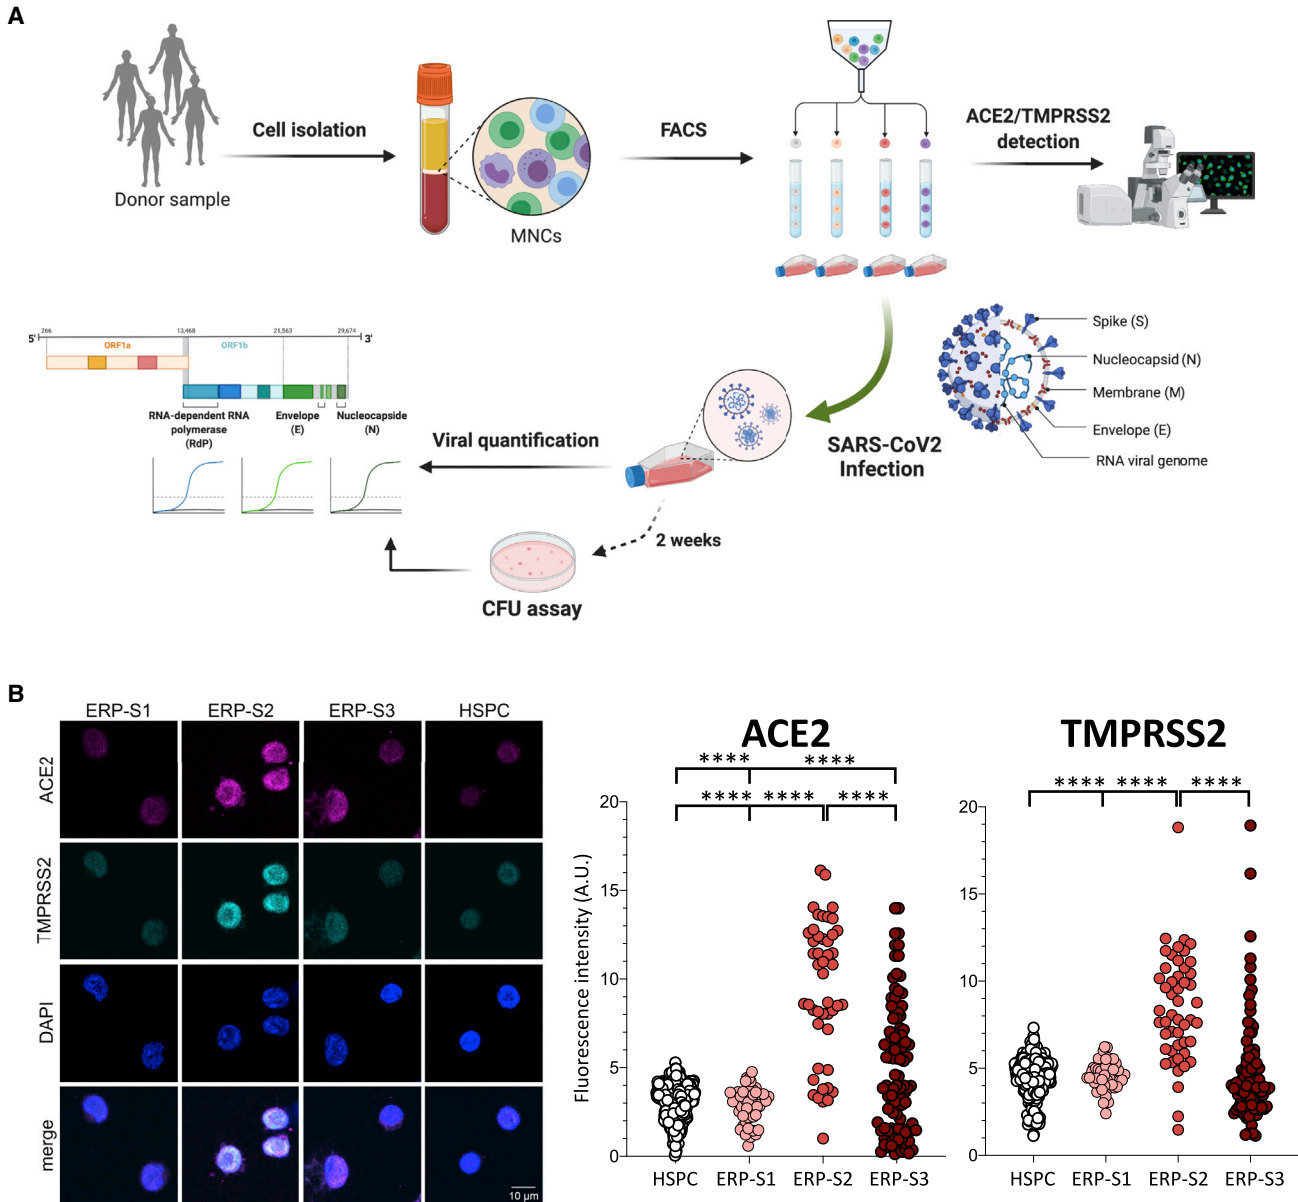 A
Donor sample
Cell isolation
MNCs
FACS
ACE2/TMPRSS2
detection
Spike (S)
Nucleocapsid (N)
Membrane (M)
Envelope (E)
RNA viral genome
SARS-CoV2
Infection
5'
266
13,468
21,563
29,674
3'
ORF1a
ORF1b
RNA-dependent RNA
polymerase
(RdP)
Envelope
(E)
Nucleocapside
(N)
Viral quantification
2 weeks
CFU assay
B
ERP-S1
ERP-S2
ERP-S3
HSPC
ACE2
TMPRSS2
DAPI
merge
10 µm
ACE2
**** ****
**** **** ****
Fluorescence intensity (A.U.)
20
15
10
5
0
HSPC
ERP-S1
ERP-S2
ERP-S3
TMPRSS2
**** **** ****
20
15
10
5
0
HSPC
ERP-S1
ERP-S2
ERP-S3